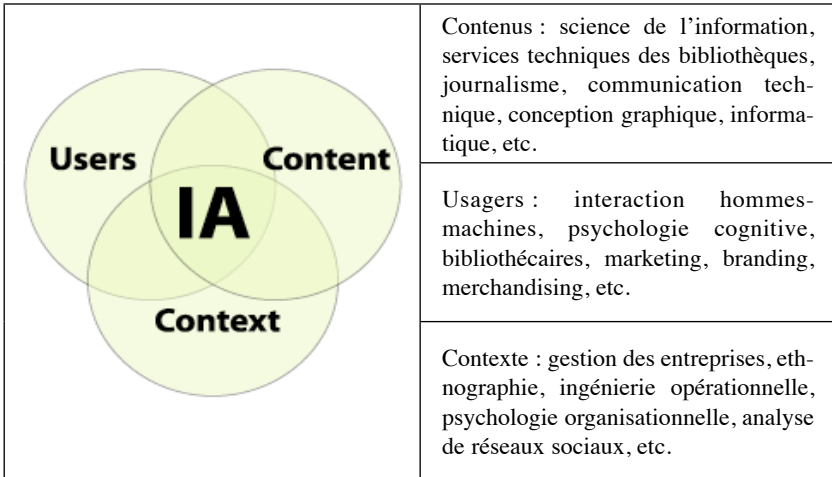 Users
Content
IA
Context
Contenus : science de l'information,
services techniques des bibliothèques,
journalisme, communication tech-
nique, conception graphique, informa-
tique, etc.
Usagers : interaction hommes-
machines, psychologie cognitive,
bibliothécaires, marketing, branding,
merchandising, etc.
Contexte : gestion des entreprises, eth-
nographie, ingénierie opérationnelle,
psychologie organisationnelle, analyse
de réseaux sociaux, etc.